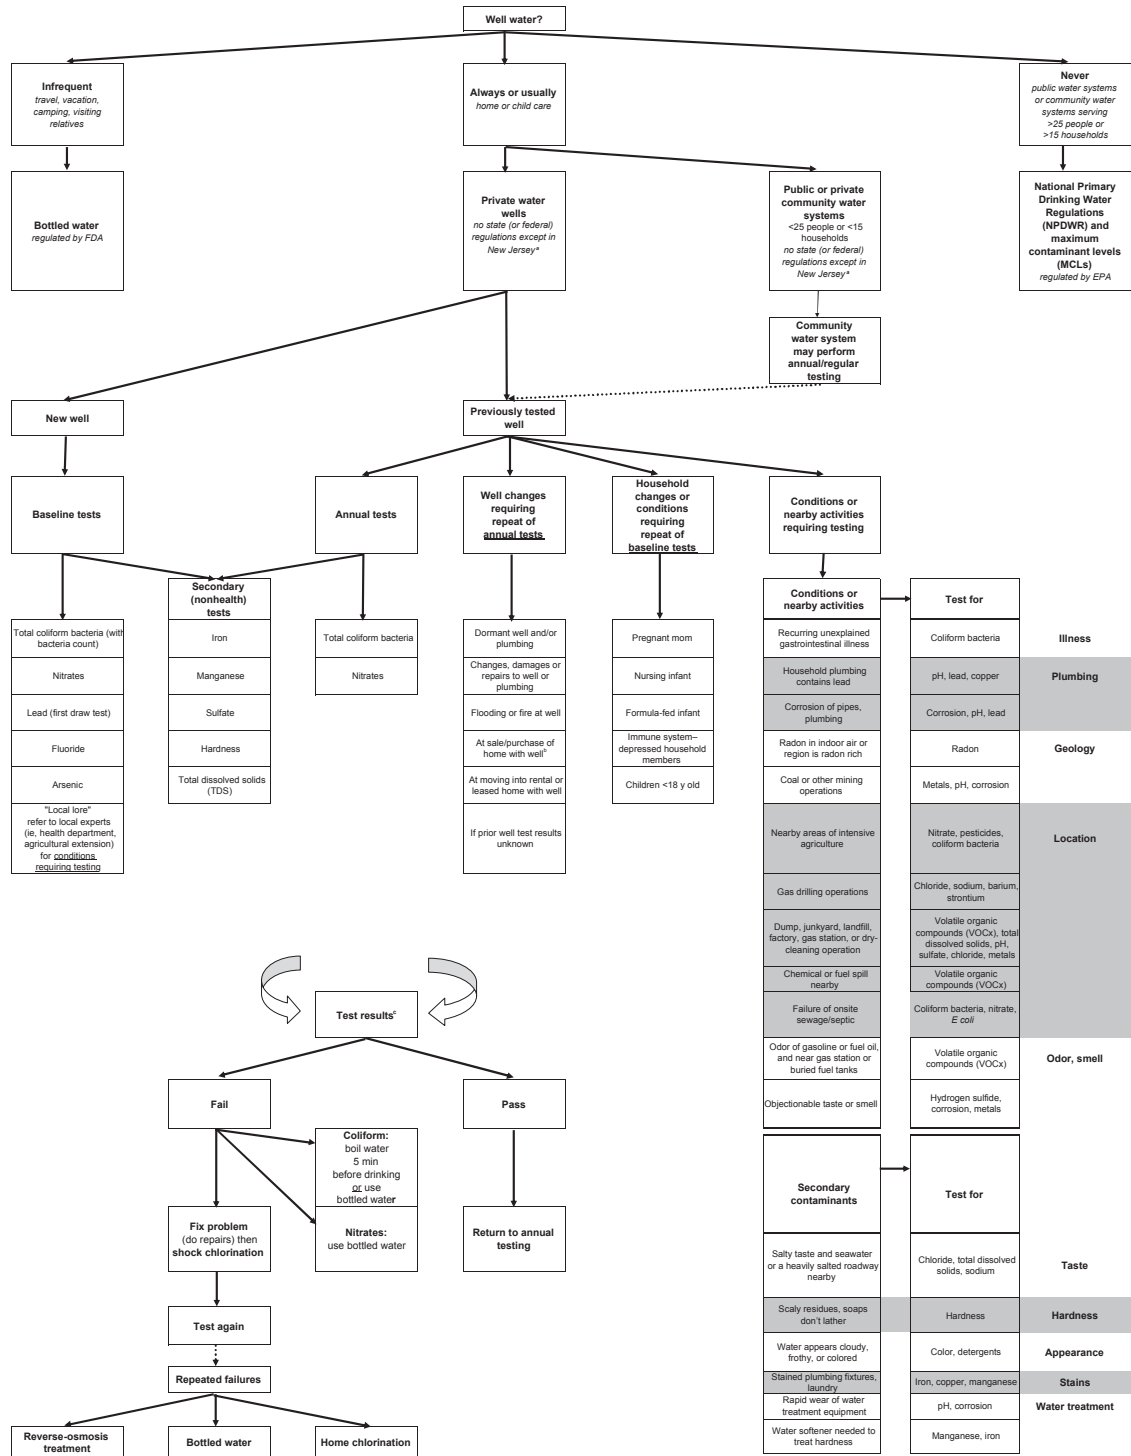 Well water?
Infrequent
travel, vacation,
camping, visiting
relatives
Always or usually
home or child care
Never
public water systems
or community water
systems serving
>25 people or
>15 households
Bottled water
regulated by FDA
Private water
wells
no state (or federal)
regulations except in
New Jerseyª
Public or private
community water
systems
<25 people or <15
households
no state (or federal)
regulations except in
New Jerseyª
National Primary
Drinking Water
Regulations
(NPDWR) and
maximum
contaminant levels
(MCLs)
regulated by EPA
Community
water system
may perform
annual/regular
testing
New well
Previously tested
well
Baseline tests
Annual tests
Well changes
requiring
repeat of
annual tests
Household
changes or
conditions
requiring
repeat of
baseline tests
Conditions or
nearby activities
requiring testing
Total coliform bacteria (with
bacteria count)
Nitrates
Lead (first draw test)
Fluoride
Arsenic
"Local lore"
refer to local experts
(ie, health department,
agricultural extension)
for conditions
requiring testing
Secondary
(nonhealth)
tests
Iron
Manganese
Sulfate
Hardness
Total dissolved solids
(TDS)
Total coliform bacteria
Nitrates
Dormant well and/or
plumbing
Changes, damages or
repairs to well or
plumbing
Flooding or fire at well
At sale/purchase of
home with wellᵇ
At moving into rental or
leased home with well
If prior well test results
unknown
Pregnant mom
Nursing infant
Formula-fed infant
Immune system–
depressed household
members
Children <18 y old
Conditions or
nearby activities
Test for
Recurring unexplained
gastrointestinal illness
Coliform bacteria
Illness
Household plumbing
contains lead
pH, lead, copper
Plumbing
Corrosion of pipes,
plumbing
Corrosion, pH, lead
Radon in indoor air or
region is radon rich
Radon
Geology
Coal or other mining
operations
Metals, pH, corrosion
Nearby areas of intensive
agriculture
Nitrate, pesticides,
coliform bacteria
Location
Gas drilling operations
Chloride, sodium, barium,
strontium
Dump, junkyard, landfill,
factory, gas station, or dry-
cleaning operation
Volatile organic
compounds (VOCx), total
dissolved solids, pH,
sulfate, chloride, metals
Chemical or fuel spill
nearby
Volatile organic
compounds (VOCx)
Failure of onsite
sewage/septic
Coliform bacteria, nitrate,
E coli
Odor of gasoline or fuel oil,
and near gas station or
buried fuel tanks
Volatile organic
compounds (VOCx)
Odor, smell
Objectionable taste or smell
Hydrogen sulfide,
corrosion, metals
Secondary
contaminants
Test for
Salty taste and seawater
or a heavily salted roadway
nearby
Chloride, total dissolved
solids, sodium
Taste
Scaly residues, soaps
don't lather
Hardness
Hardness
Water appears cloudy,
frothy, or colored
Color, detergents
Appearance
Stained plumbing fixtures,
laundry
Iron, copper, manganese
Stains
Rapid wear of water
treatment equipment
pH, corrosion
Water treatment
Water softener needed to
treat hardness
Manganese, iron
Test resultsᶜ
Fail
Pass
Coliform:
boil water
5 min
before drinking
or use
bottled water
Nitrates:
use bottled water
Fix problem
(do repairs) then
shock chlorination
Return to annual
testing
Test again
Repeated failures
Reverse-osmosis
treatment
Bottled water
Home chlorination